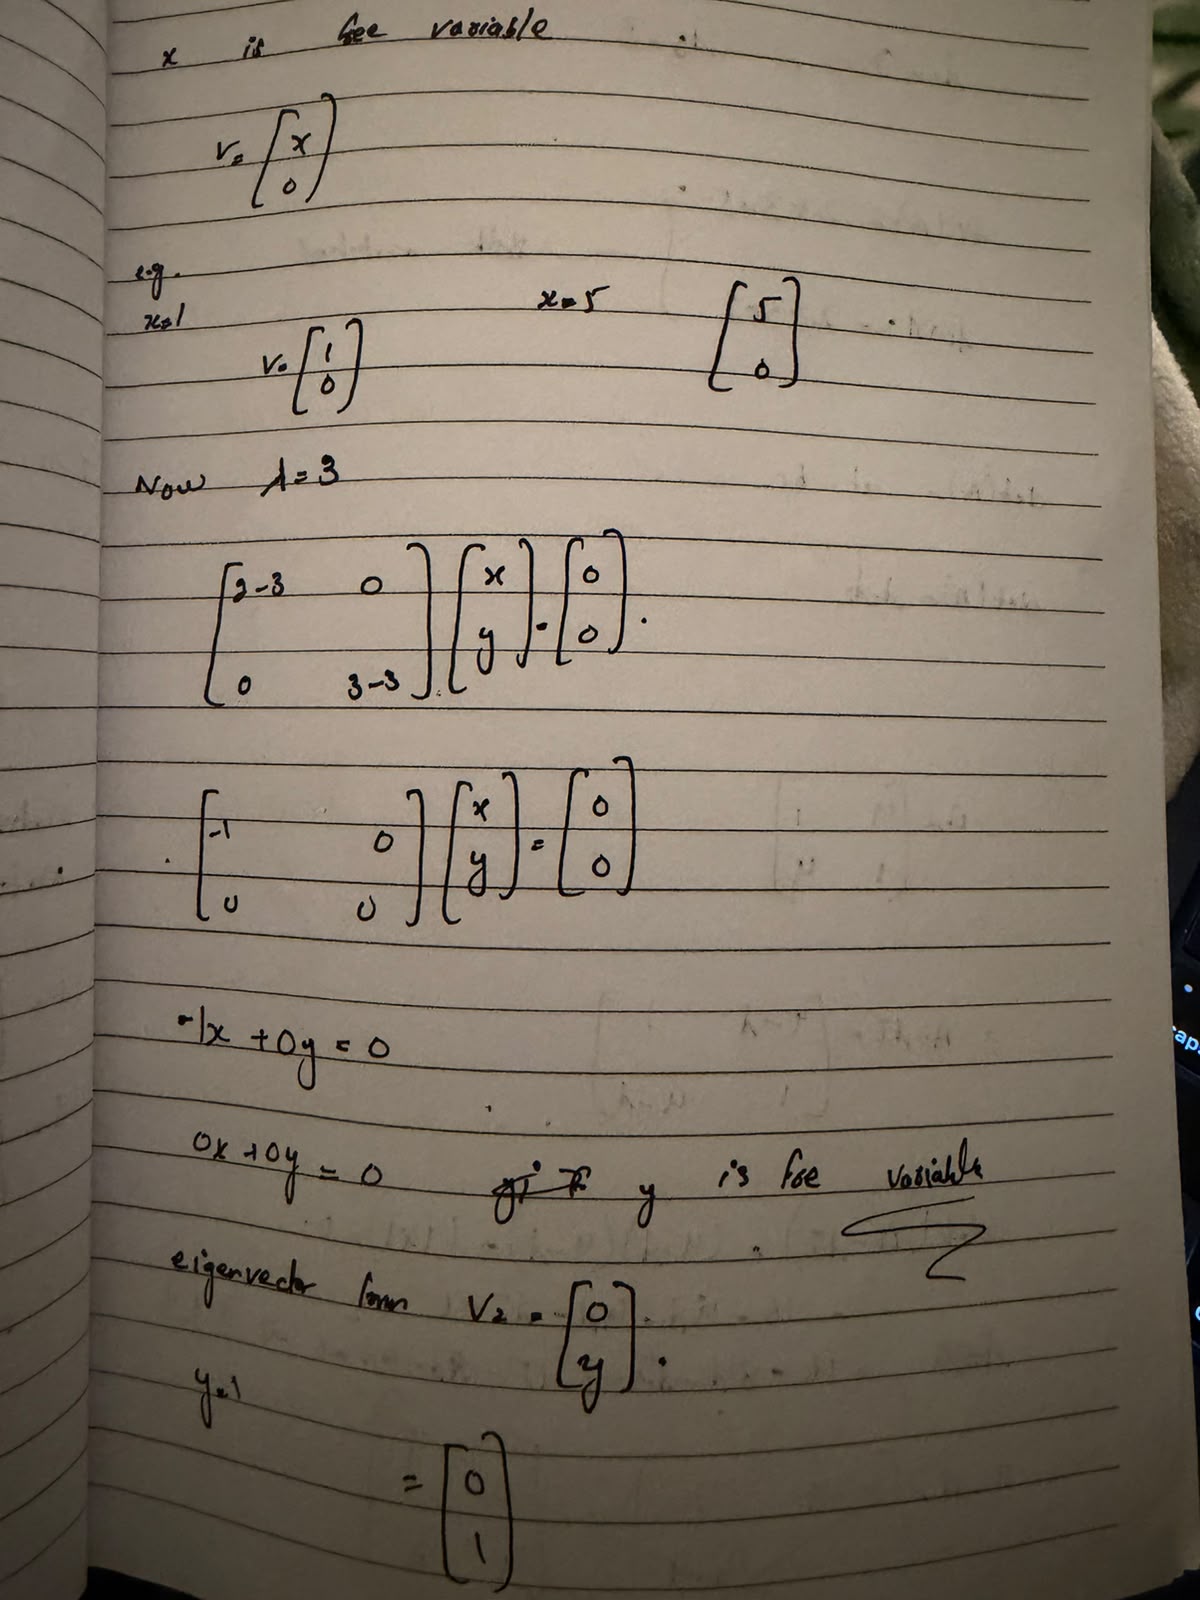 x is free variable
v = [x
0]
e.g.
x=1 x=5 [5
0]
v = [1
0]
Now λ=3
[2-3 0
0 3-3] [x
y] = [0
0].
[-1 0
0 0] [x
y] = [0
0]
-1x +0y = 0
0x +0y = 0 y is free variable
eigenvector form V2 = [0
y].
y=1
= [0
1]